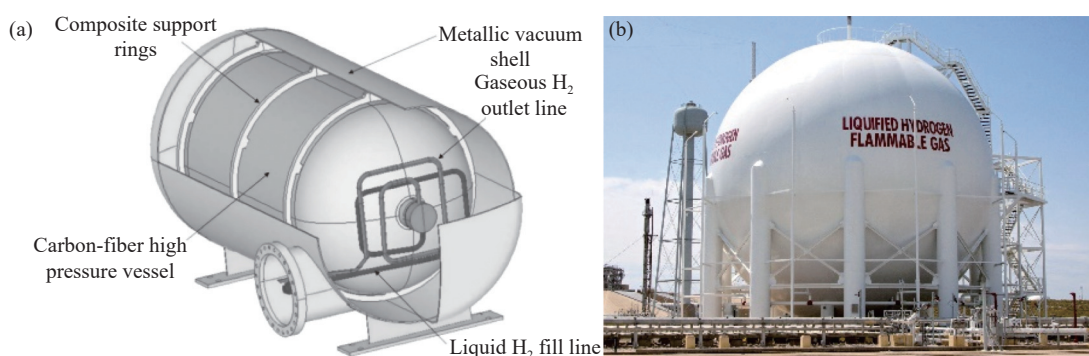 (a)
Composite support
rings
Metallic vacuum
shell
Gaseous H₂
outlet line
Carbon-fiber high
pressure vessel
Liquid H₂ fill line
(b)
LIQUIFIED HYDROGEN
FLAMMABLE GAS